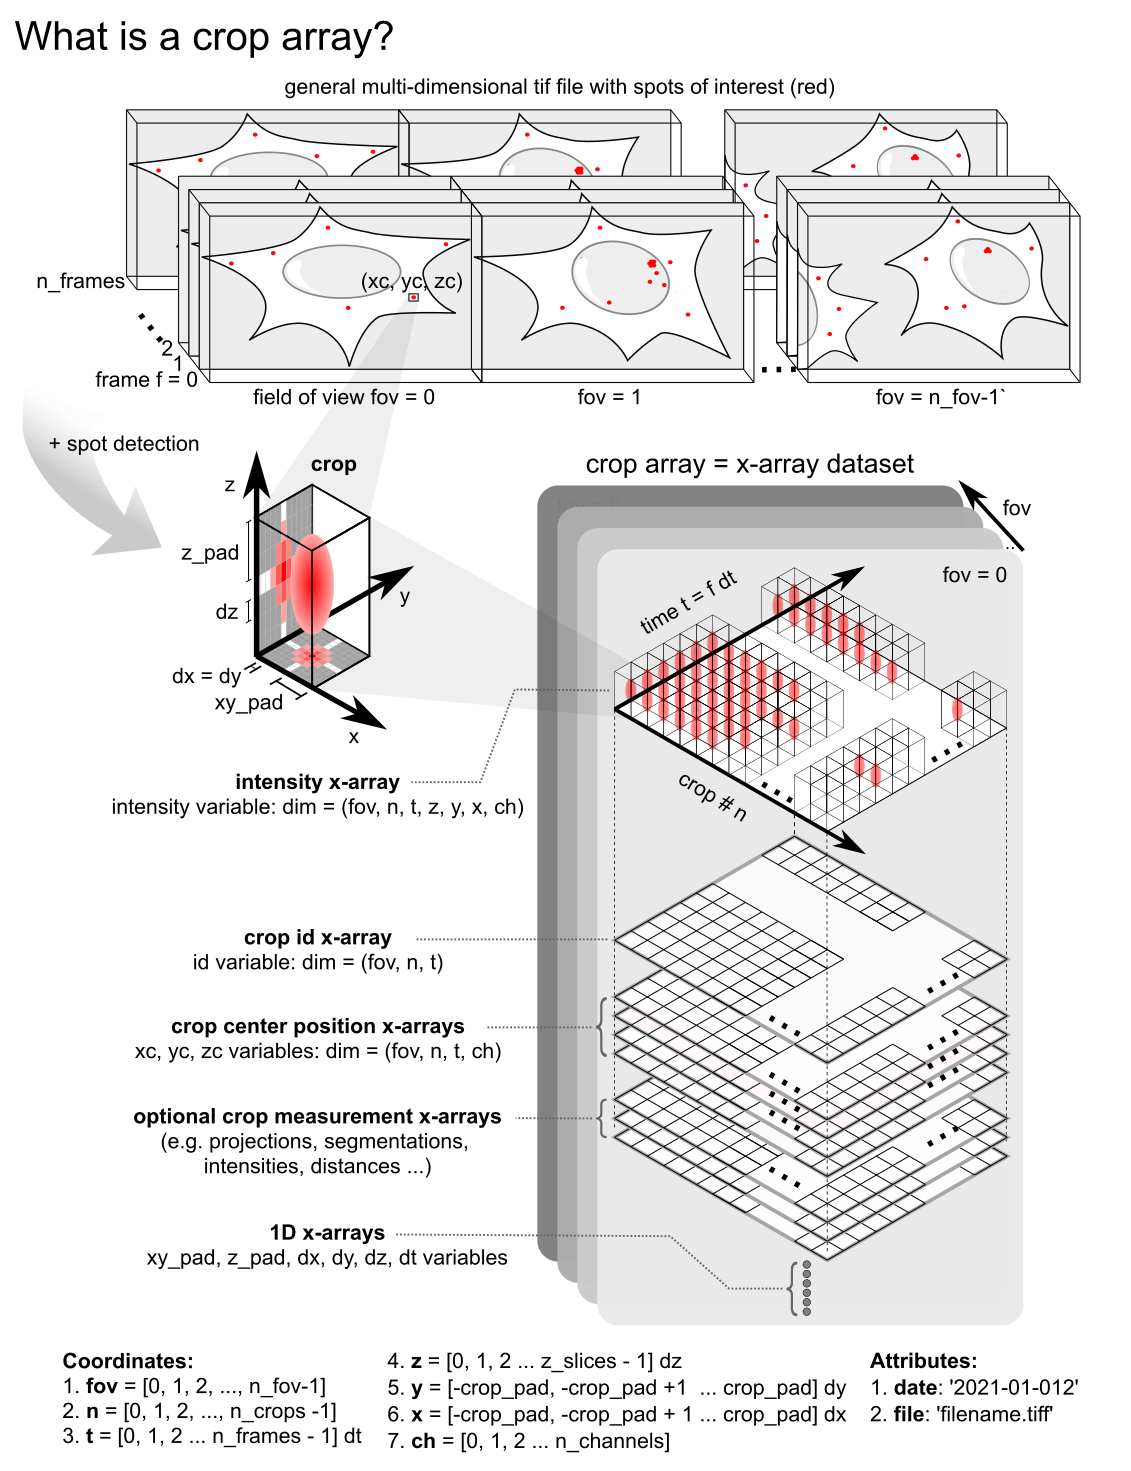 What is a crop array?
general multi-dimensional tif file with spots of interest (red)
n_frames
2
1
frame f = 0
(xc, yc, zc)
field of view fov = 0
fov = 1
fov = n_fov-1`
+ spot detection
crop
z
z_pad
dz
dx = dy
xy_pad
y
x
crop array = x-array dataset
fov
fov = 0
time t = f dt
crop # n
intensity x-array
intensity variable: dim = (fov, n, t, z, y, x, ch)
crop id x-array
id variable: dim = (fov, n, t)
crop center position x-arrays
xc, yc, zc variables: dim = (fov, n, t, ch)
optional crop measurement x-arrays
(e.g. projections, segmentations,
intensities, distances ...)
1D x-arrays
xy_pad, z_pad, dx, dy, dz, dt variables
Coordinates:
1. fov = [0, 1, 2, ..., n_fov-1]
2. n = [0, 1, 2, ..., n_crops -1]
3. t = [0, 1, 2 ... n_frames - 1] dt
4. z = [0, 1, 2 ... z_slices - 1] dz
5. y = [-crop_pad, -crop_pad +1 ... crop_pad] dy
6. x = [-crop_pad, -crop_pad + 1 ... crop_pad] dx
7. ch = [0, 1, 2 ... n_channels]
Attributes:
1. date: '2021-01-012'
2. file: 'filename.tiff'